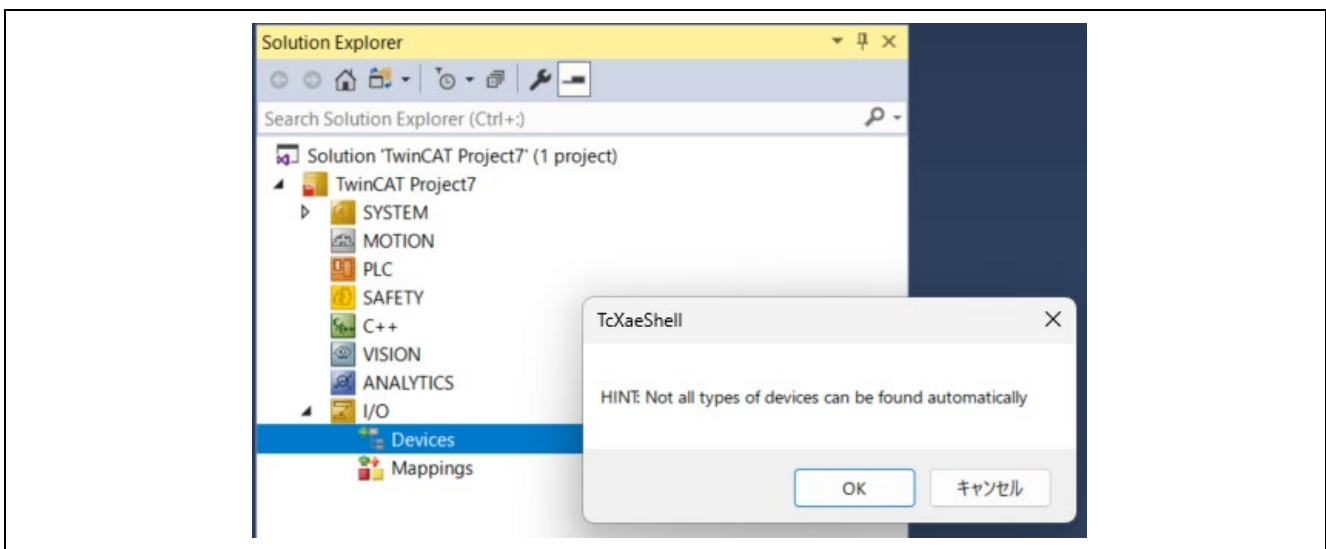 Solution Explorer
Search Solution Explorer (Ctrl+:)
Solution 'TwinCAT Project7' (1 project)
TwinCAT Project7
SYSTEM
MOTION
PLC
SAFETY
C++
VISION
ANALYTICS
I/O
Devices
Mappings
TcXaeShell
HINT: Not all types of devices can be found automatically
OK
キャンセル